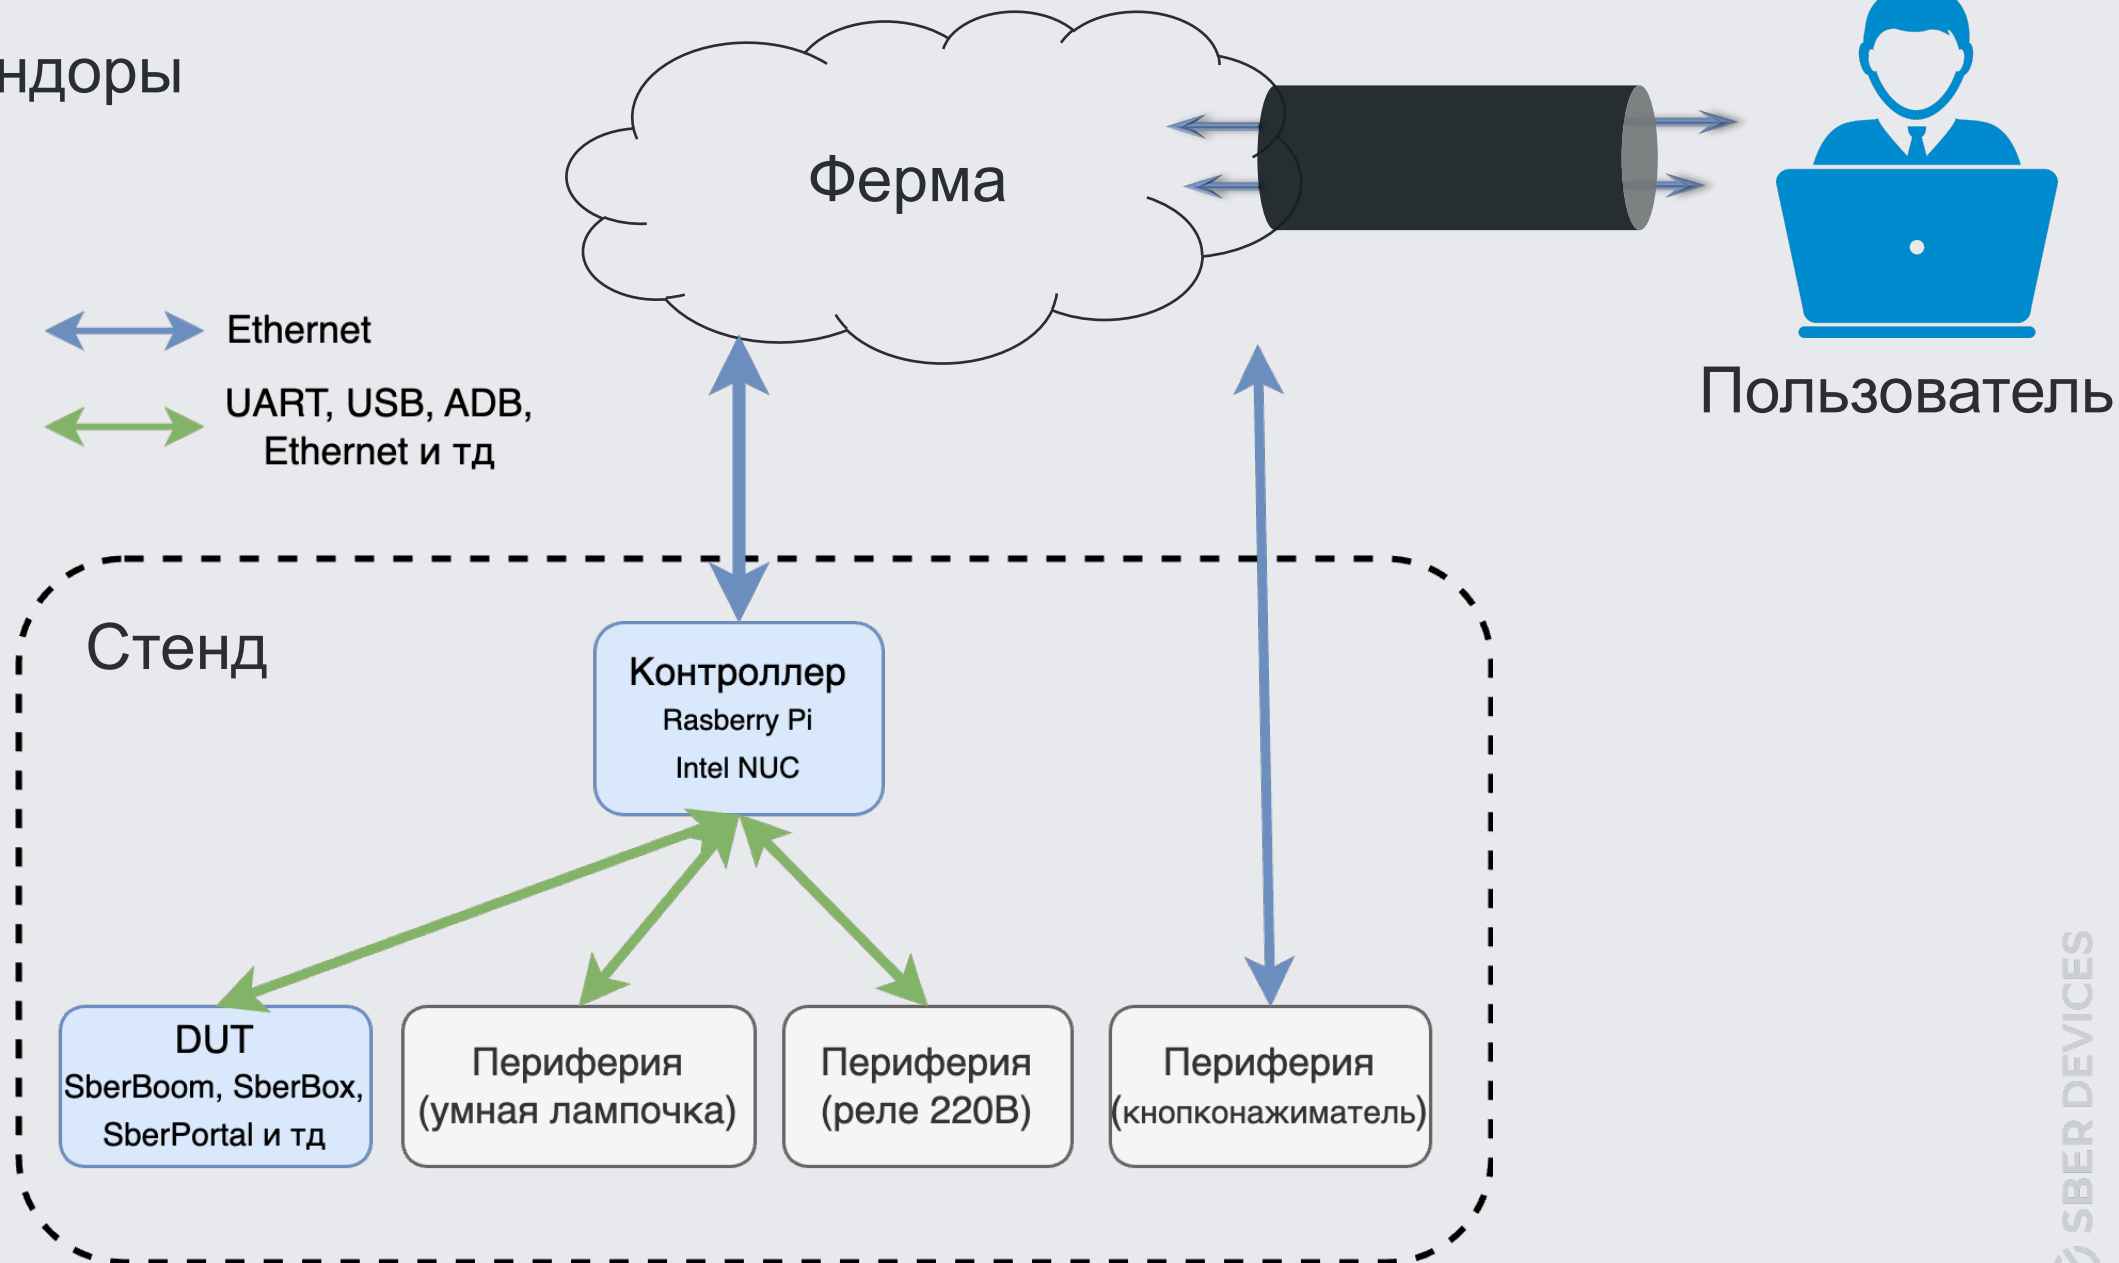 ндоры
Ферма
Ethernet
UART, USB, ADB,
Ethernet и тд
Пользователь
Стенд
Контроллер
Rasberry Pi
Intel NUC
DUT
SberBoom, SberBox,
SberPortal и тд
Периферия
(умная лампочка)
Периферия
(реле 220В)
Периферия
(кнопконажиматель)
SBER DEVICES